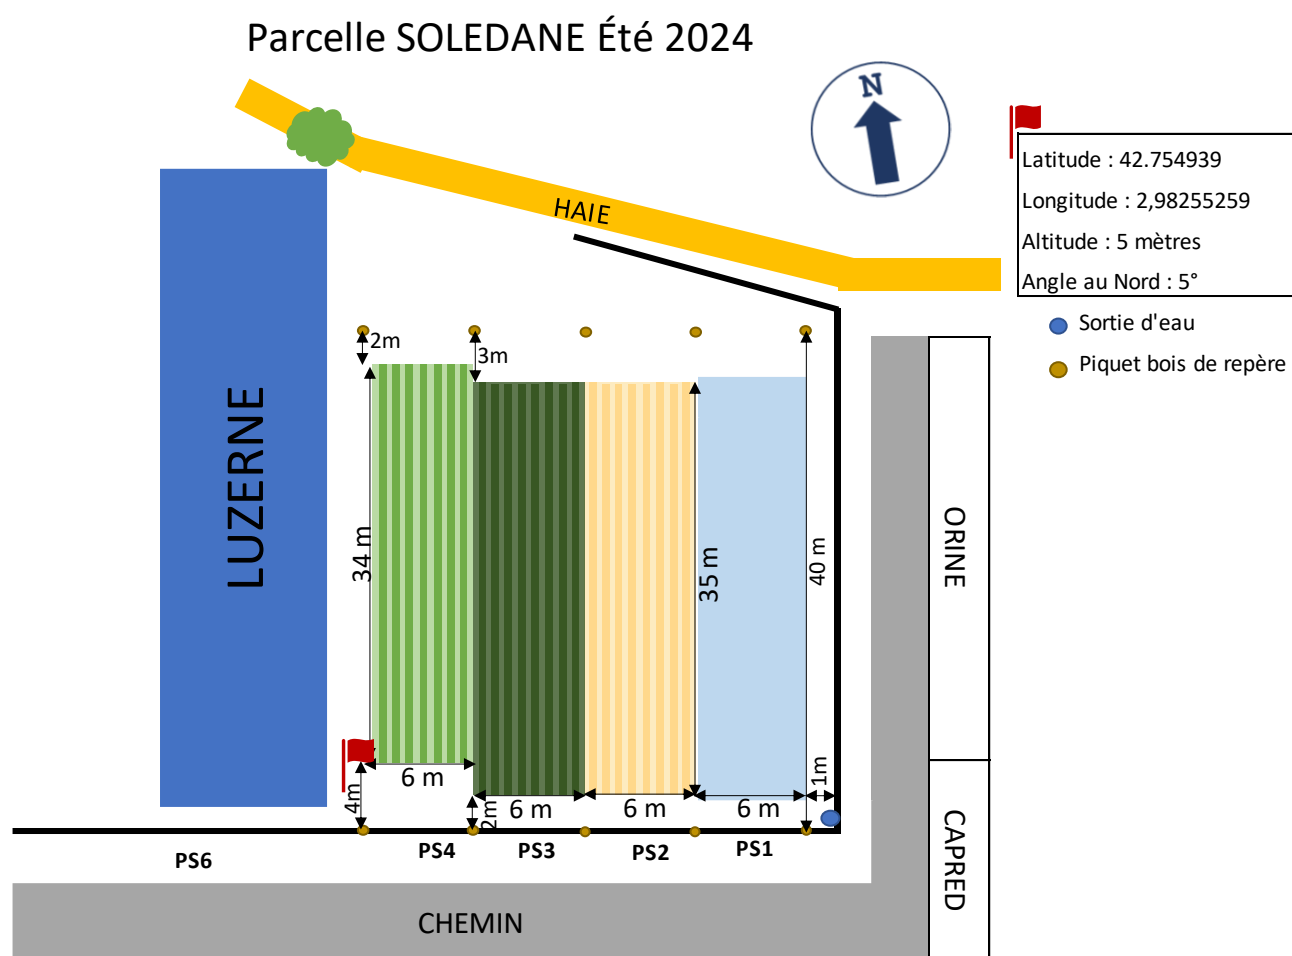 Parcelle SOLEDANE Été 2024
N
HAIE
Latitude : 42.754939
Longitude : 2,98255259
Altitude : 5 mètres
Angle au Nord : 5°
Sortie d'eau
Piquet bois de repère
2m
3m
LUZERNE
34 m
35 m
40 m
ORINE
6 m
4m
2m
6 m
6 m
6 m
1m
CAPRED
PS6
PS4
PS3
PS2
PS1
CHEMIN